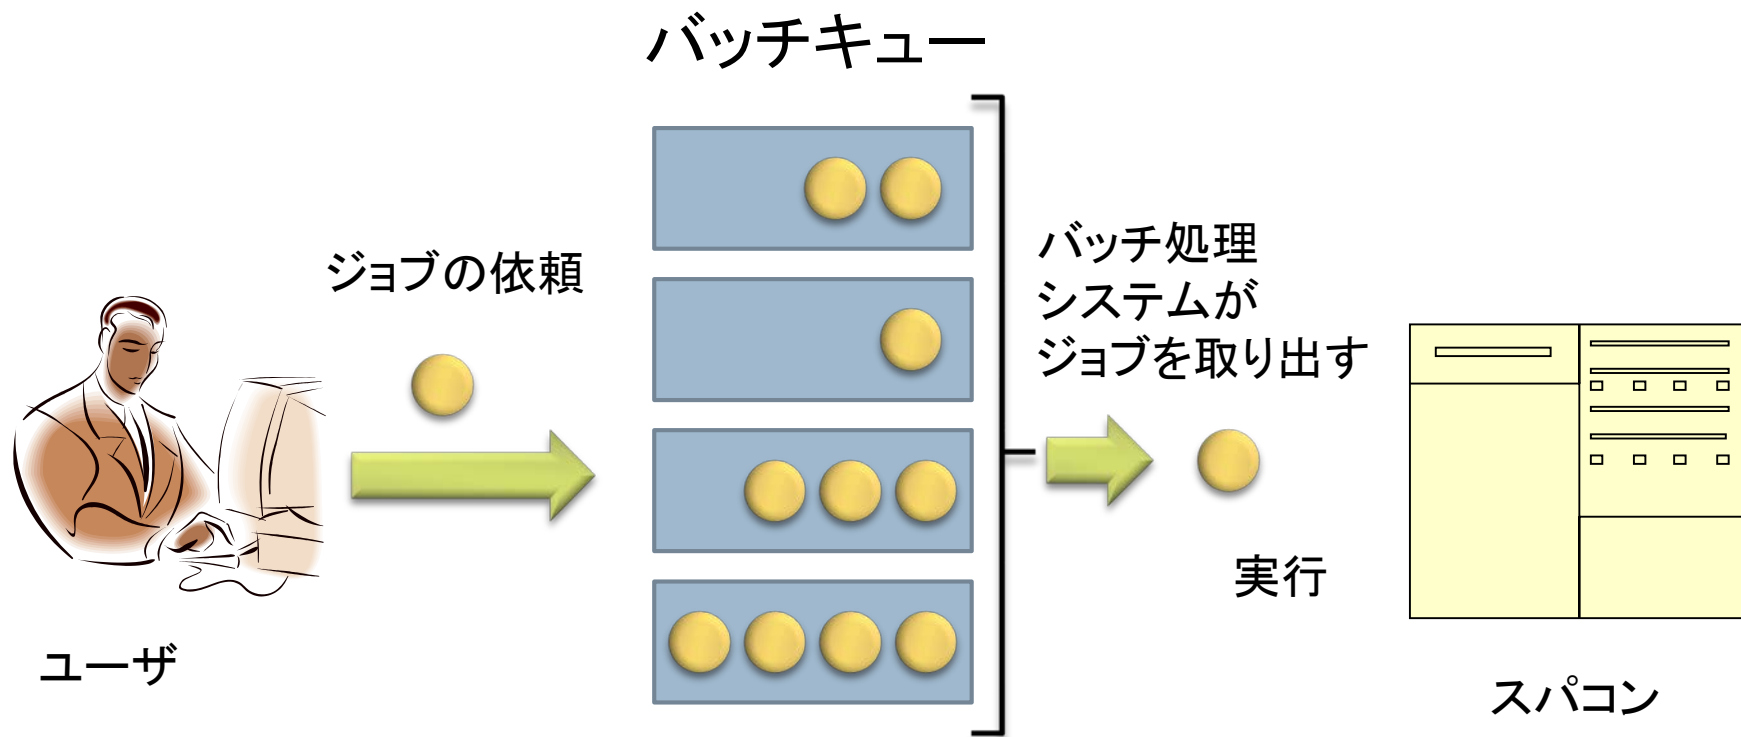 バッチキュー
ジョブの依頼
バッチ処理
システムが
ジョブを取り出す
実行
ユーザ
スパコン